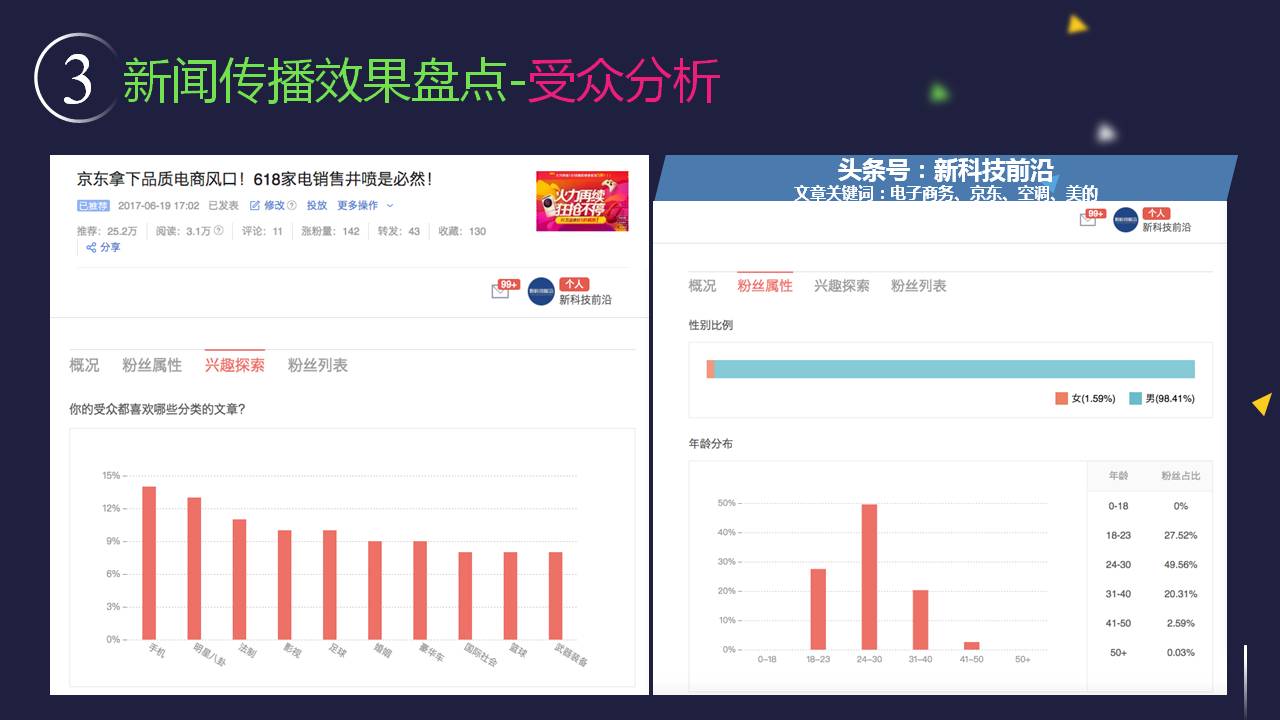 3
新闻传播效果盘点-受众分析
京东拿下品质电商风口！618家电销售井喷是必然！
已推荐 2017-06-19 17:02 已发表 修改 ? 投放 更多操作
推荐：25.2万 阅读：3.1万 ? 评论：11 涨粉量：142 转发：43 收藏：130
分享
火力再续
狂抢不停
99+ 个人
新科技前沿
概况 粉丝属性 兴趣探索 粉丝列表
你的受众都喜欢哪些分类的文章?
15%
12%
9%
6%
3%
0%
手机 明星八卦 法制 影视 足球 婚姻 豪华车 国际社会 篮球 武器装备
头条号：新科技前沿
文章关键词：电子商务、京东、空调、美的
99+ 个人
新科技前沿
概况 粉丝属性 兴趣探索 粉丝列表
性别比例
女(1.59%) 男(98.41%)
年龄分布
50%
40%
30%
20%
10%
0%
0-18 18-23 24-30 31-40 41-50 50+
年龄 粉丝占比
0-18 0%
18-23 27.52%
24-30 49.56%
31-40 20.31%
41-50 2.59%
50+ 0.03%